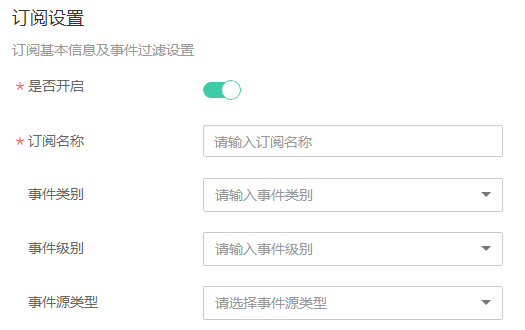 订阅设置
订阅基本信息及事件过滤设置
* 是否开启
* 订阅名称
请输入订阅名称
事件类别
请输入事件类别
事件级别
请输入事件级别
事件源类型
请选择事件源类型